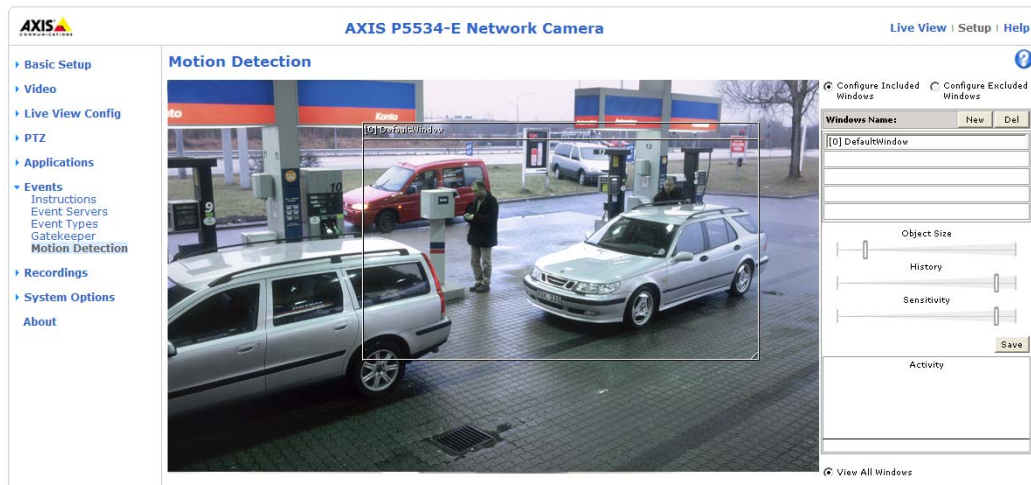 AXIS
COMMUNICATIONS
AXIS P5534-E Network Camera
Live View | Setup | Help
Basic Setup
Video
Live View Config
PTZ
Applications
Events
Instructions
Event Servers
Event Types
Gatekeeper
Motion Detection
Recordings
System Options
About
Motion Detection
?
Konto
[0] DefaultWindow
9
10
13
Configure Included Windows
Configure Excluded Windows
Windows Name:
New
Del
[0] DefaultWindow
Object Size
History
Sensitivity
Save
Activity
View All Windows